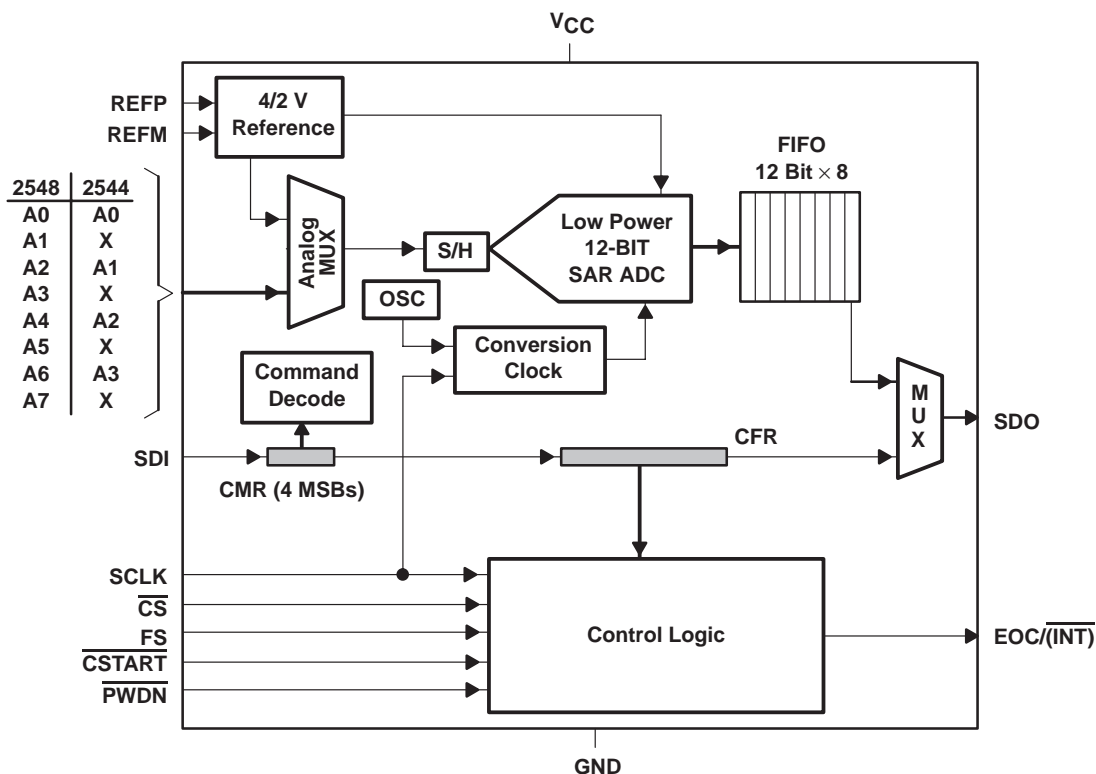 VCC
REFP
REFM
4/2 V
Reference
FIFO
12 Bit × 8
2548 2544
A0 A0
A1 X
A2 A1
A3 X
A4 A2
A5 X
A6 A3
A7 X
Analog
MUX
S/H
Low Power
12-BIT
SAR ADC
OSC
Conversion
Clock
Command
Decode
MUX
SDO
SDI
CFR
CMR (4 MSBs)
SCLK
CS
FS
CSTART
PWDN
Control Logic
EOC/(INT)
GND